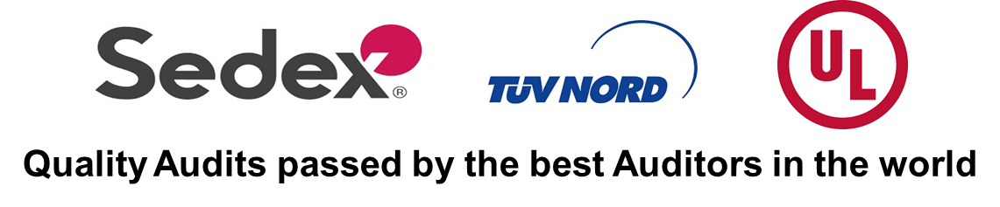 Sedex®
TÜV NORD
UL
Quality Audits passed by the best Auditors in the world